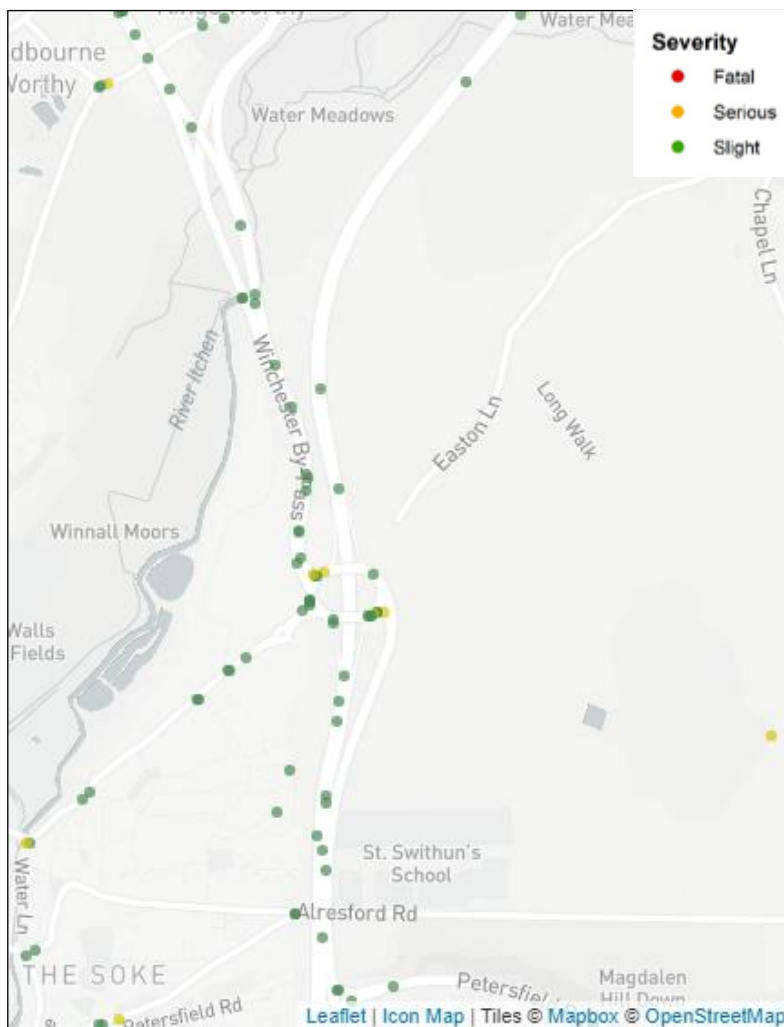 Water Mea
Severity
Fatal
Serious
Slight
dbourne
Worthy
Water Meadows
Chapel Ln
River Itchen
Winchester By-Pass
Easton Ln
Long Walk
Winnall Moors
Walls
Fields
St. Swithun's
School
Water Ln
Alresford Rd
THE SOKE
Petersfield Rd
Petersfield
Magdalen
Hill Down
Leaflet | Icon Map | Tiles © Mapbox © OpenStreetMap